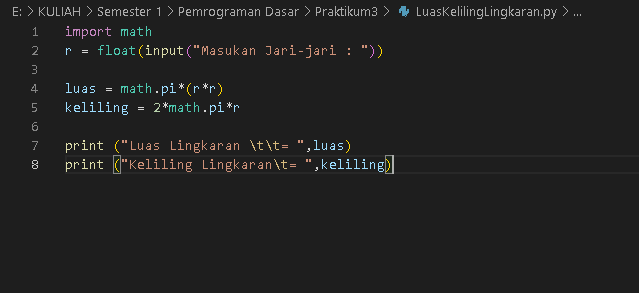 E: > KULIAH > Semester 1 > Pemrograman Dasar > Praktikum3 > LuasKelilingLingkaran.py > ...
1 import math
2 r = float(input("Masukan Jari-jari : "))
3
4 luas = math.pi*(r*r)
5 keliling = 2*math.pi*r
6
7 print ("Luas Lingkaran \t\t= ",luas)
8 print ("Keliling Lingkaran\t= ",keliling)